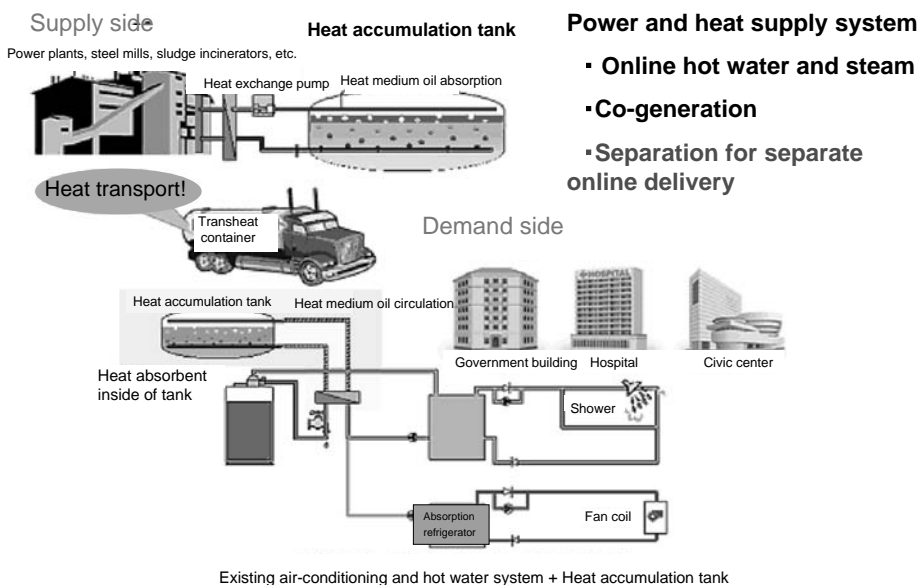 Supply side
Heat accumulation tank
Power and heat supply system
Power plants, steel mills, sludge incinerators, etc.
Heat exchange pump
Heat medium oil absorption
▪ Online hot water and steam
▪Co-generation
▪Separation for separate
online delivery
Heat transport!
Transheat
container
Demand side
HOSPITAL
Heat accumulation tank
Heat medium oil circulation
Government building
Hospital
Civic center
Heat absorbent
inside of tank
Shower
Absorption
refrigerator
Fan coil
Existing air-conditioning and hot water system + Heat accumulation tank